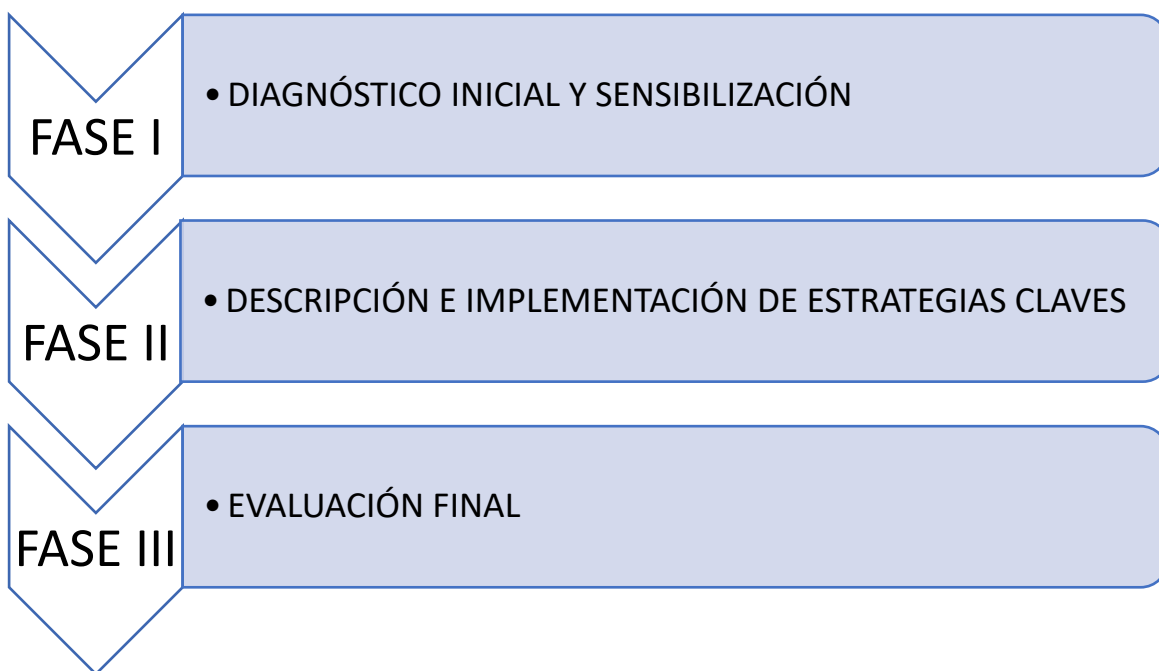 FASE I
• DIAGNÓSTICO INICIAL Y SENSIBILIZACIÓN
FASE II
• DESCRIPCIÓN E IMPLEMENTACIÓN DE ESTRATEGIAS CLAVES
FASE III
• EVALUACIÓN FINAL